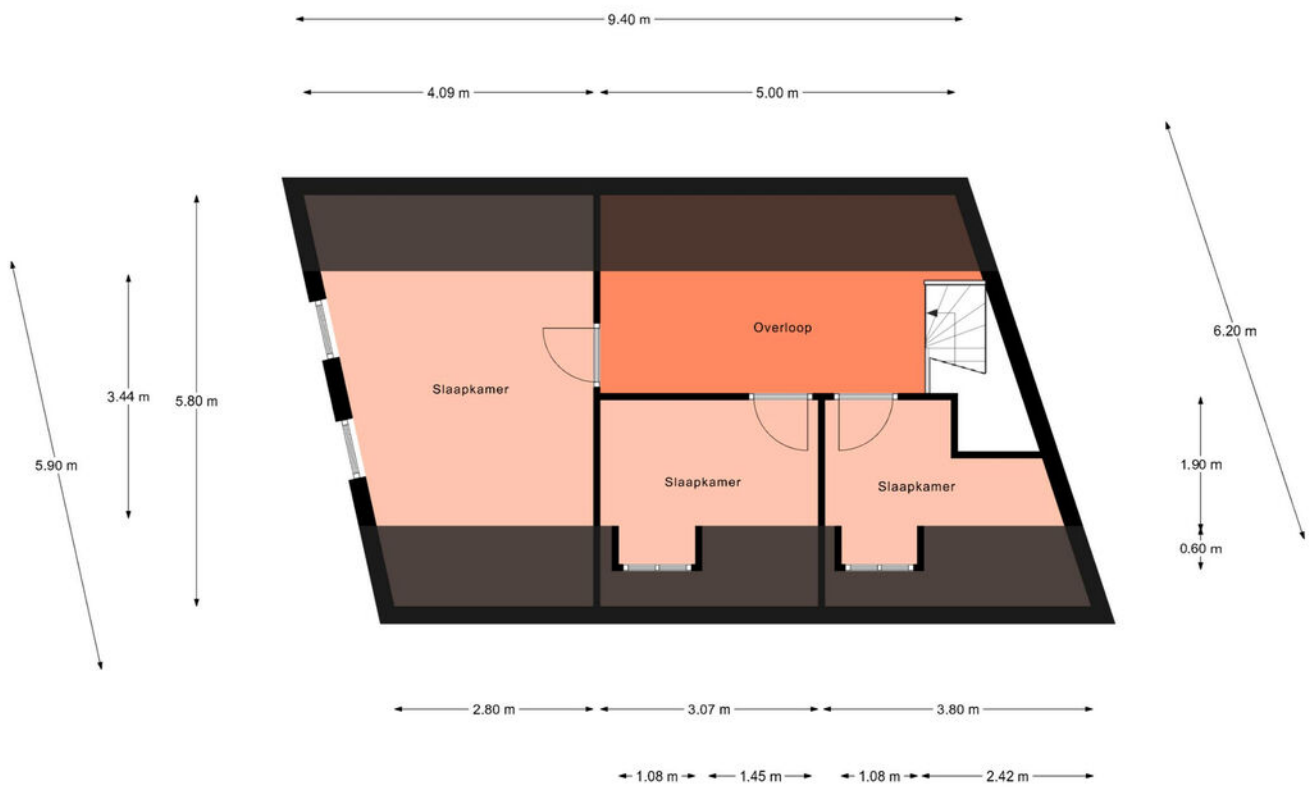 9.40 m
4.09 m
5.00 m
6.20 m
Overloop
Slaapkamer
3.44 m
5.80 m
5.90 m
1.90 m
Slaapkamer
Slaapkamer
0.60 m
2.80 m
3.07 m
3.80 m
1.08 m
1.45 m
1.08 m
2.42 m